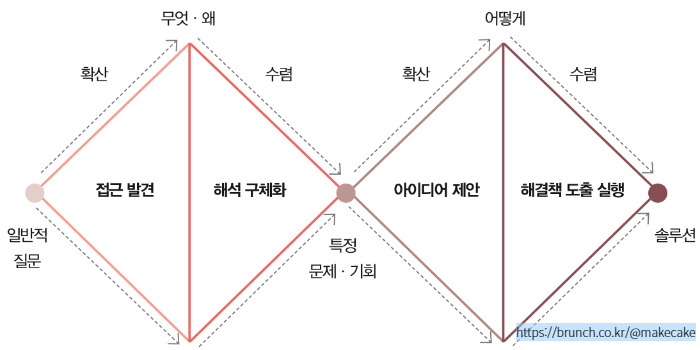 무엇 · 왜
어떻게
확산
수렴
확산
수렴
접근 발견
해석 구체화
아이디어 제안
해결책 도출 실행
일반적
질문
특정
문제 · 기회
솔루션
https://brunch.co.kr/@makecake